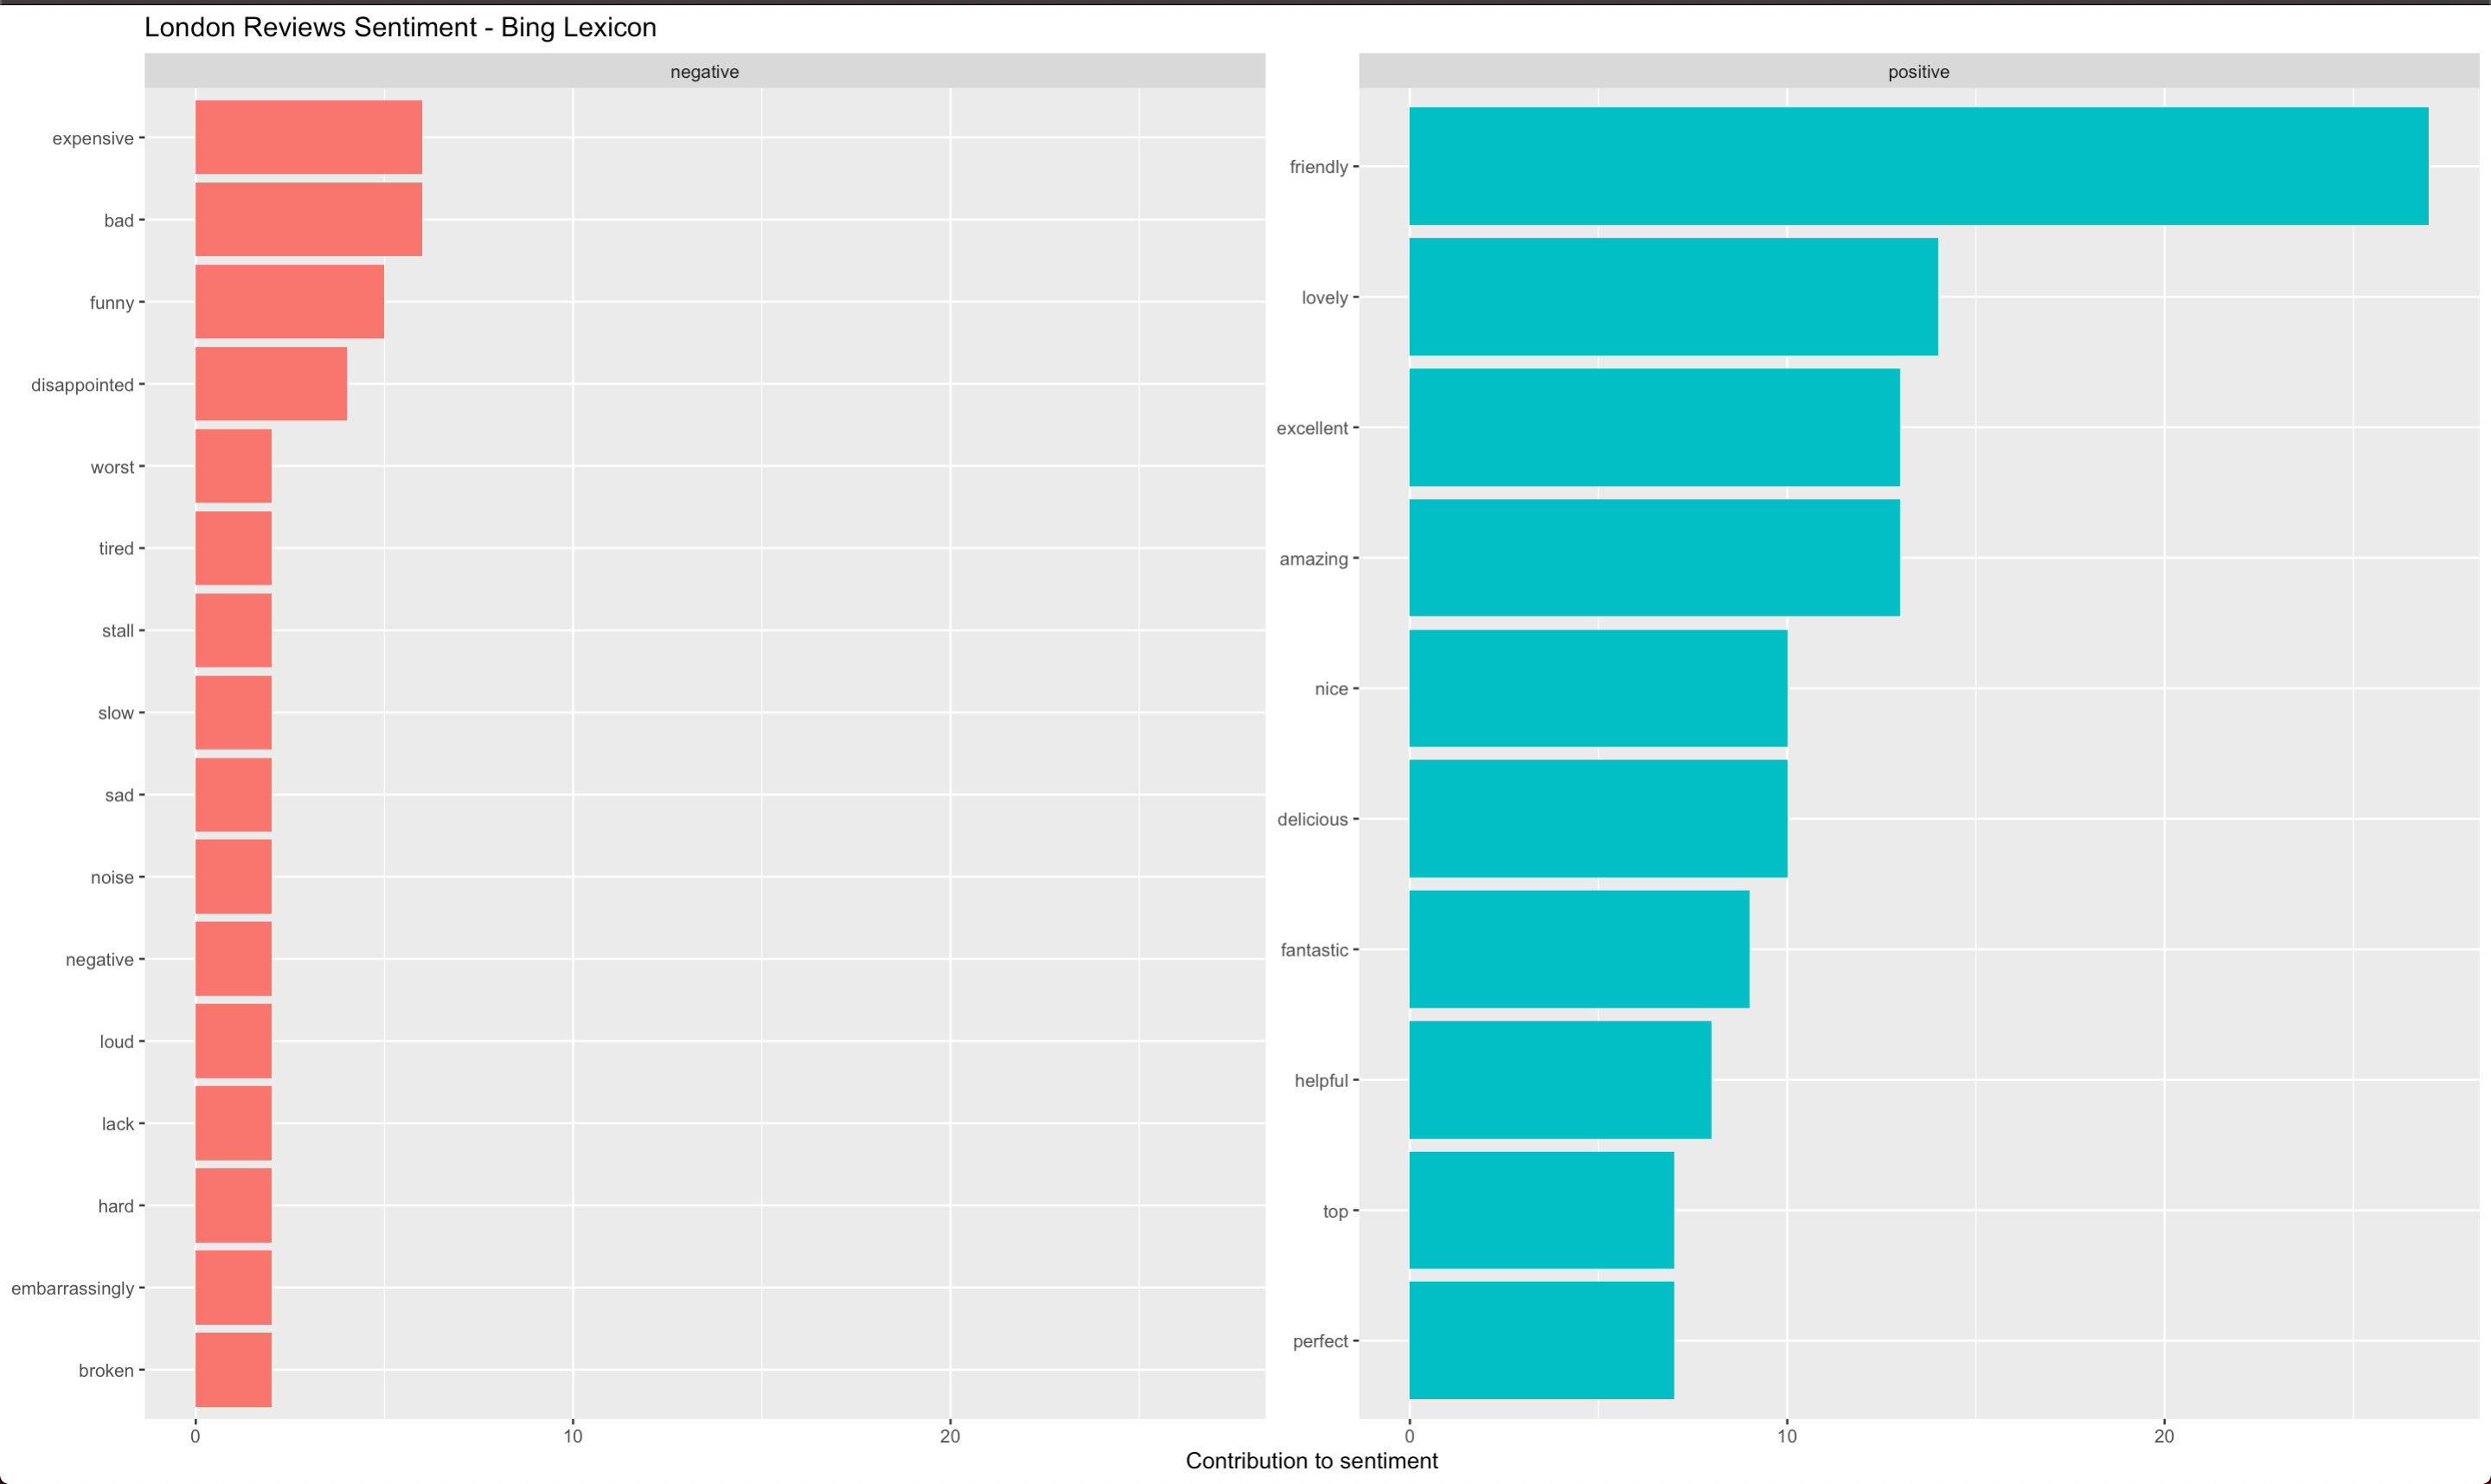 London Reviews Sentiment - Bing Lexicon
negative
expensive
bad
funny
disappointed
worst
tired
stall
slow
sad
noise
negative
loud
lack
hard
embarrassingly
broken
0 10 20
positive
friendly
lovely
excellent
amazing
nice
delicious
fantastic
helpful
top
perfect
0 10 20
Contribution to sentiment